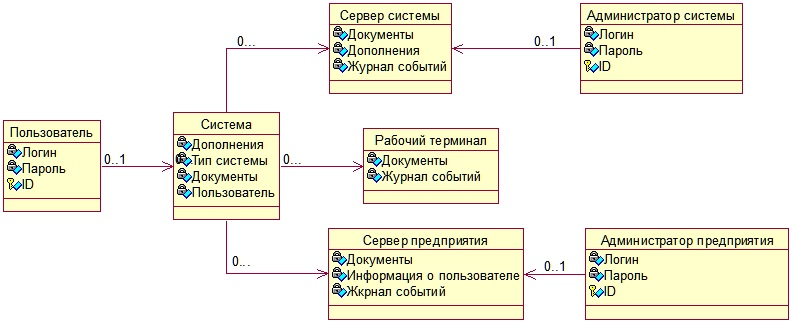 Сервер системы
Документы
Дополнения
Журнал событий
Администратор системы
Логин
Пароль
ID
0...
0..1
Пользователь
Логин
Пароль
ID
0..1
Система
Дополнения
Тип системы
Документы
Пользователь
0
0...
Рабочий терминал
Документы
Журнал событий
0...
Сервер предприятия
Документы
Информация о пользователе
Жкрнал событий
0..1
Администратор предприятия
Логин
Пароль
ID